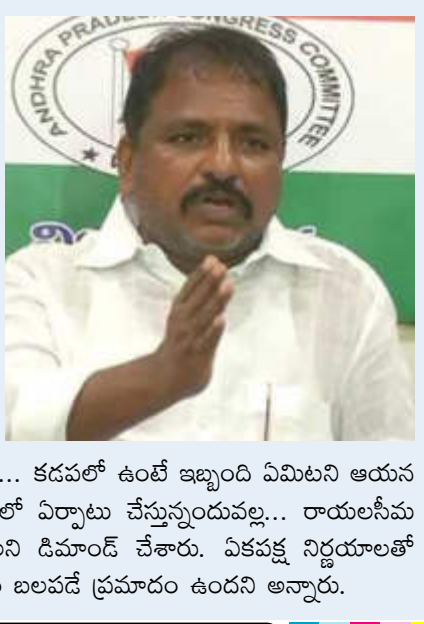 ANDHRA PRADESH CONGRESS COMMITTEE
... కడపలో ఉంటే ఇబ్బంది ఏమిటని ఆయన
లో ఏర్పాటు చేస్తున్నందువల్ల... రాయలసీమ
డిమాండ్ చేశారు. ఏకపక్ష నిర్ణయాలతో
బలపడే ప్రమాదం ఉందని అన్నారు.